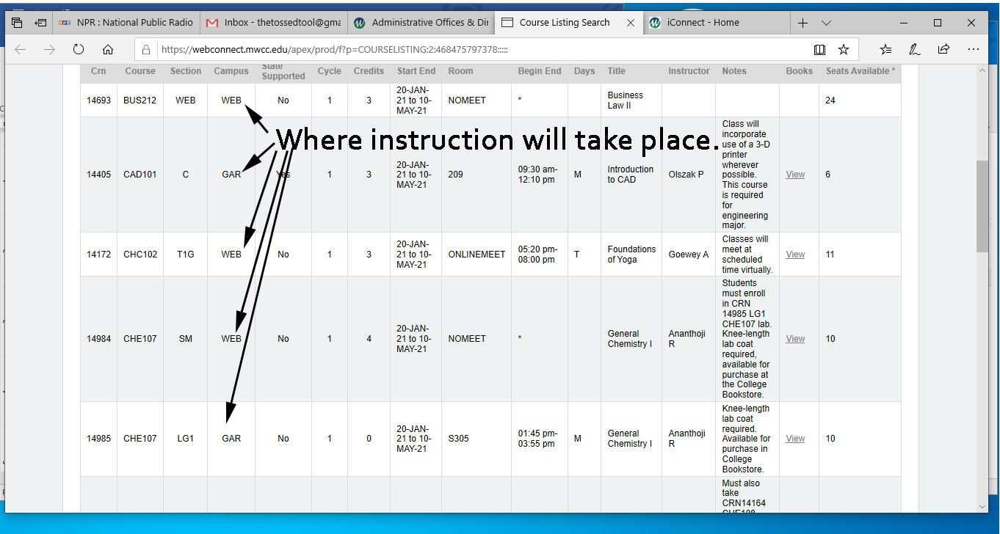 NPR : National Public Radio
Inbox - thetossedtool@gma
Administrative Offices & Dir
Course Listing Search
iConnect - Home
https://webconnect.mwcc.edu/apex/prod/f?p=COURSELISTING:2:468475797378:::::
Crn Course Section Campus State Supported Cycle Credits Start End Room Begin End Days Title Instructor Notes Books Seats Available *
14693 BUS212 WEB WEB No 1 3 20-JAN-21 to 10-MAY-21 NOMEET * Business Law II 24
Where instruction will take place.
14405 CAD101 C GAR Yes 1 3 20-JAN-21 to 10-MAY-21 209 09:30 am-12:10 pm M Introduction to CAD Olszak P Class will incorporate use of a 3-D printer wherever possible. This course is required for engineering major. View 6
14172 CHC102 T1G WEB No 1 3 20-JAN-21 to 10-MAY-21 ONLINEMEET 05:20 pm-08:00 pm T Foundations of Yoga Goewey A Classes will meet at scheduled time virtually. View 11
14984 CHE107 SM WEB No 1 4 20-JAN-21 to 10-MAY-21 NOMEET * General Chemistry I Ananthoji R Students must enroll in CRN 14985 LG1 CHE107 lab. Knee-length lab coat required, available for purchase at the College Bookstore. View 10
14985 CHE107 LG1 GAR No 1 0 20-JAN-21 to 10-MAY-21 S305 01:45 pm-03:55 pm M General Chemistry I Ananthoji R Knee-length lab coat required. Available for purchase in College Bookstore. View 10
Must also take CRN14164